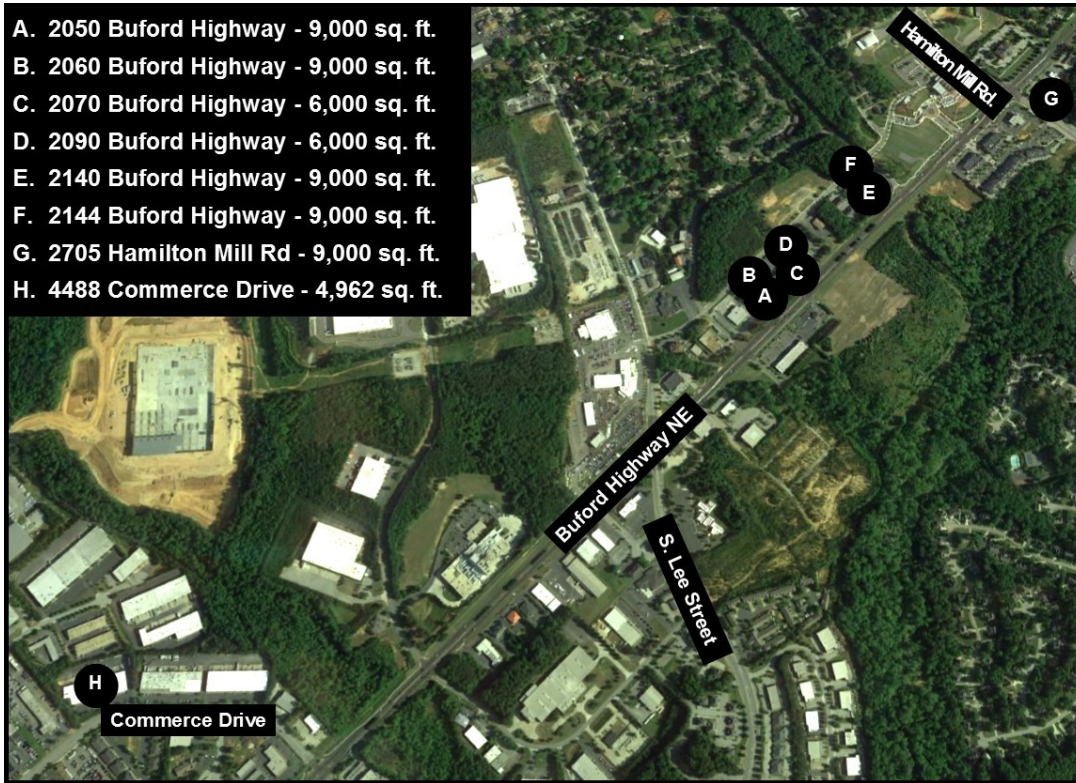 A. 2050 Buford Highway - 9,000 sq. ft.
B. 2060 Buford Highway - 9,000 sq. ft.
C. 2070 Buford Highway - 6,000 sq. ft.
D. 2090 Buford Highway - 6,000 sq. ft.
E. 2140 Buford Highway - 9,000 sq. ft.
F. 2144 Buford Highway - 9,000 sq. ft.
G. 2705 Hamilton Mill Rd - 9,000 sq. ft.
H. 4488 Commerce Drive - 4,962 sq. ft.
Hamilton Mill Rd.
G
F
E
D
B
C
A
Buford Highway NE
S. Lee Street
H
Commerce Drive